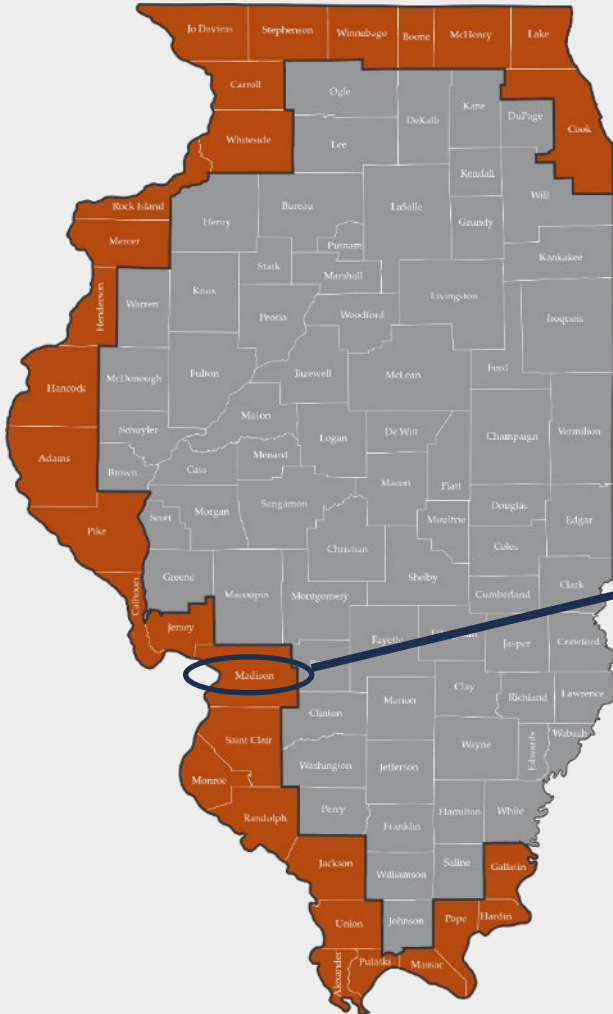 Jo Daviess
Stephenson
Winnebago
Boone
McHenry
Lake
Carroll
Ogle
DeKalb
Kane
DuPage
Cook
Whiteside
Lee
Kendall
Will
Rock Island
Henry
Bureau
LaSalle
Grundy
Mercer
Putnam
Kankakee
Stark
Marshall
Henderson
Warren
Knox
Peoria
Woodford
Livingston
Iroquois
Hancock
McDonough
Fulton
Tazewell
McLean
Ford
Mason
Schuyler
Logan
De Witt
Champaign
Vermilion
Adams
Brown
Cass
Menard
Macon
Piatt
Pike
Scott
Morgan
Sangamon
Moultrie
Douglas
Edgar
Christian
Coles
Greene
Macoupin
Montgomery
Shelby
Cumberland
Clark
Calhoun
Jersey
Fayette
Jasper
Crawford
Madison
Clay
Richland
Lawrence
Marion
Clinton
Saint Clair
Wayne
Edwards
Wabash
Washington
Jefferson
Monroe
Randolph
Perry
Hamilton
White
Franklin
Jackson
Williamson
Saline
Gallatin
Union
Johnson
Pope
Hardin
Alexander
Pulaski
Massac